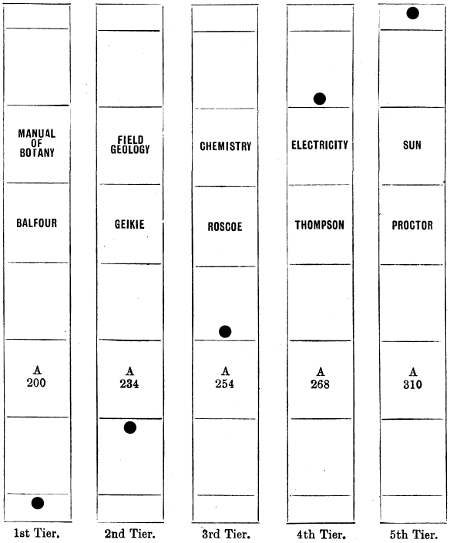 MANUAL
OF
BOTANY
FIELD
GEOLOGY
CHEMISTRY
ELECTRICITY
SUN
BALFOUR
GEIKIE
ROSCOE
THOMPSON
PROCTOR
A
200
A
234
A
254
A
268
A
310
1st Tier.
2nd Tier.
3rd Tier.
4th Tier.
5th Tier.